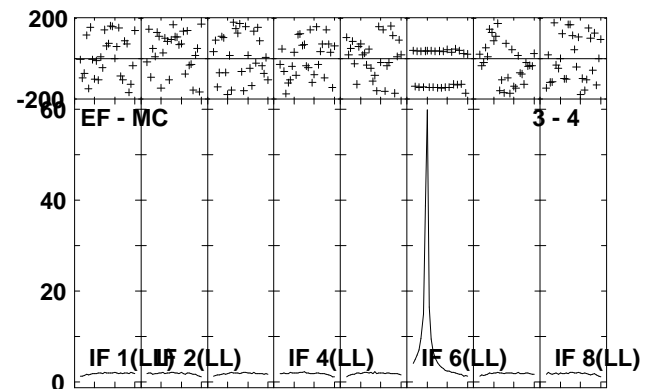 200
-200
60
EF - MC
3 - 4
40
20
IF 1(LL)
IF 2(LL)
IF 4(LL)
IF 6(LL)
IF 8(LL)
0